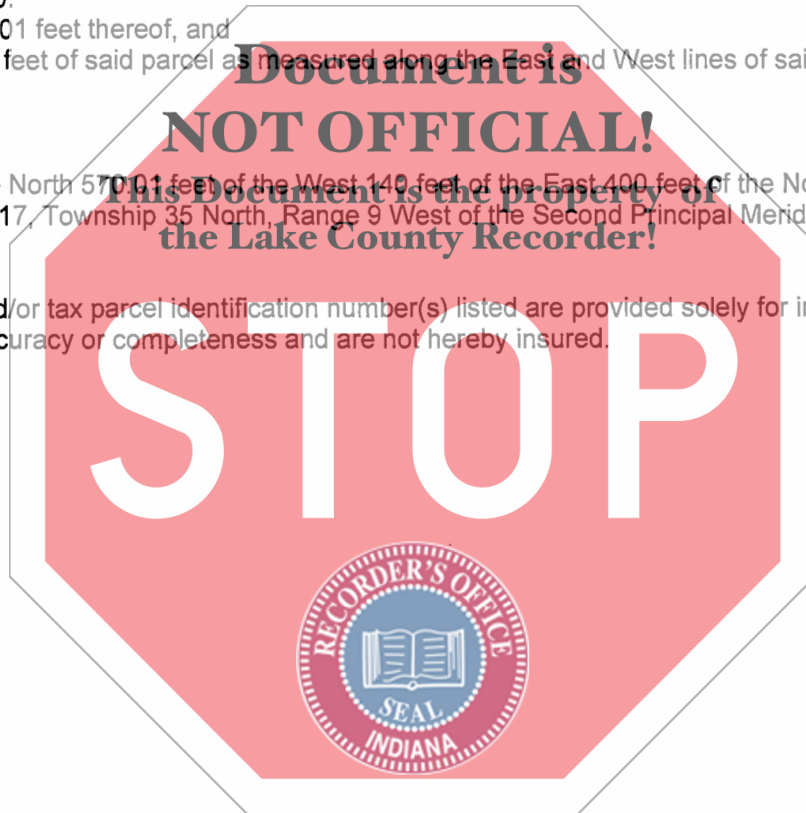 01 feet thereof, and
feet of said parcel as measured along the East and West lines of sai
Document is
NOT OFFICIAL!
North 570.01 feet of the West 140 feet of the East 400 feet of the No
This Document is the property of
17, Township 35 North, Range 9 West of the Second Principal Merid
the Lake County Recorder!
d/or tax parcel identification number(s) listed are provided solely for in
curacy or completeness and are not hereby insured.
STOP
RECORDER'S OFFICE
SEAL
INDIANA